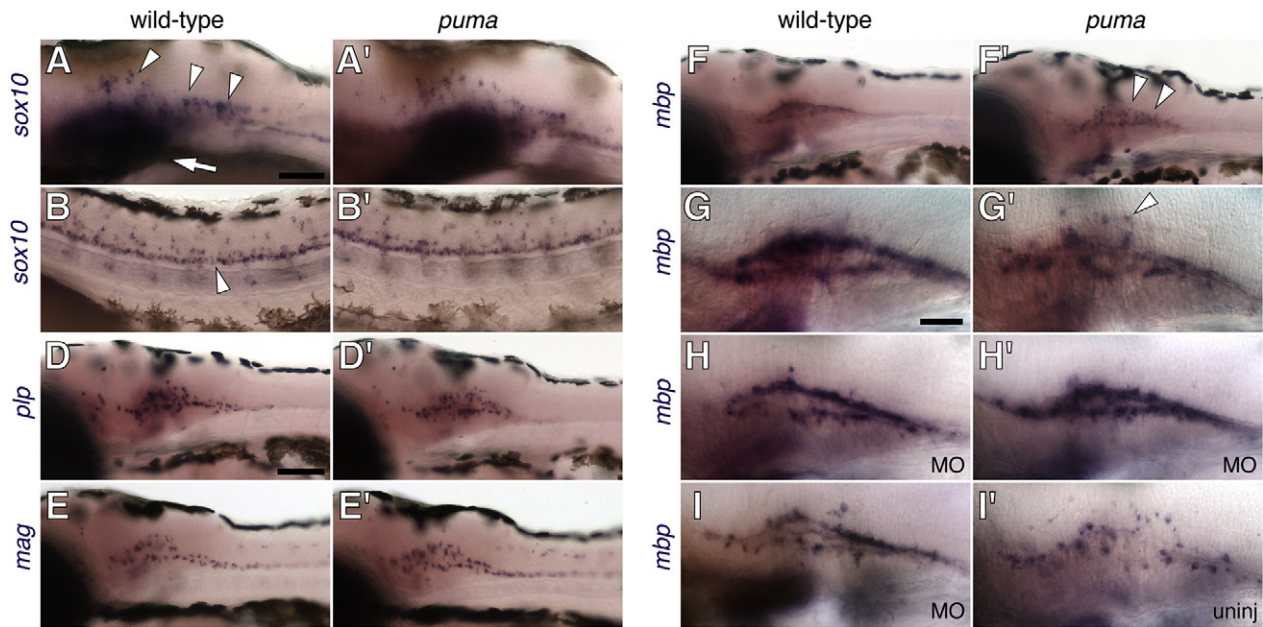 wild-type puma wild-type puma
sox10 A A' mbp F F'
sox10 B B' mbp G G'
plp D D' mbp H MO H' MO
mag E E' mbp I MO I' uninj